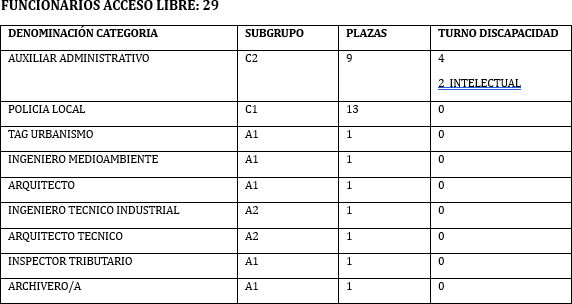 FUNCIONARIOS ACCESO LIBRE: 29
DENOMINACIÓN CATEGORIA SUBGRUPO PLAZAS TURNO DISCAPACIDAD
AUXILIAR ADMINISTRATIVO C2 9 4
2 INTELECTUAL
POLICIA LOCAL C1 13 0
TAG URBANISMO A1 1 0
INGENIERO MEDIOAMBIENTE A1 1 0
ARQUITECTO A1 1 0
INGENIERO TECNICO INDUSTRIAL A2 1 0
ARQUITECTO TECNICO A2 1 0
INSPECTOR TRIBUTARIO A1 1 0
ARCHIVERO/A A1 1 0